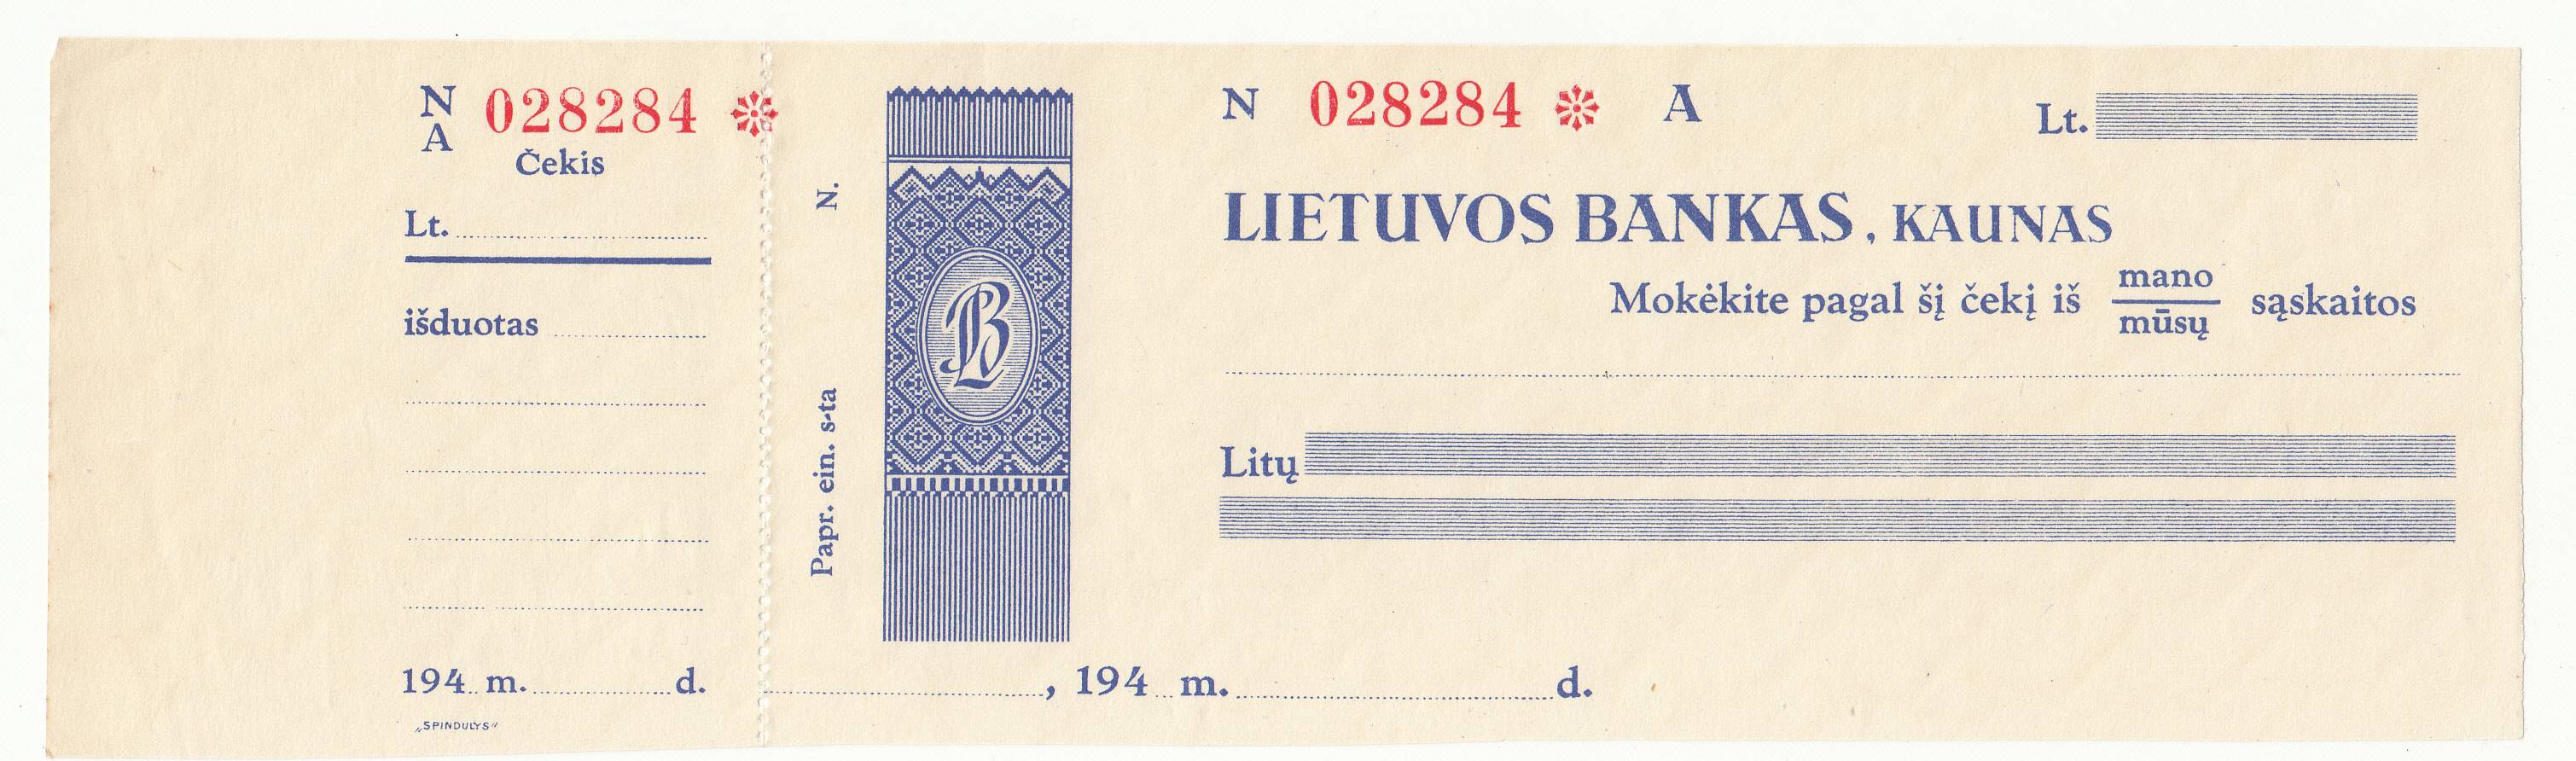 N 028284
A
Čekis
Lt.
išduotas
194 m. d.
„SPINDULYS“
N.
Papr. ein. s-ta
LB
N 028284 A
Lt.
LIETUVOS BANKAS, KAUNAS
Mokėkite pagal šį čekį iš mano/mūsų sąskaitos
Litų
, 194 m. d.